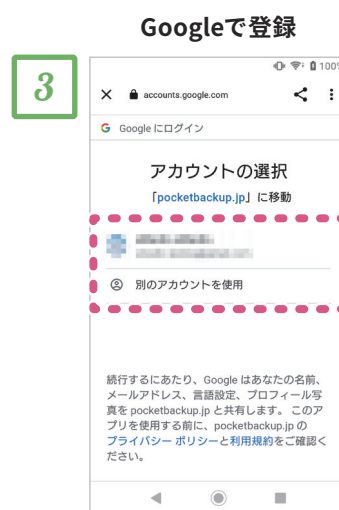 Googleで登録
3
100%
accounts.google.com
G Google にログイン
アカウントの選択
「pocketbackup.jp」に移動
別のアカウントを使用
続行するにあたり、Google はあなたの名前、
メールアドレス、言語設定、プロフィール写
真を pocketbackup.jp と共有します。 このア
プリを使用する前に、pocketbackup.jp の
プライバシー ポリシーと利用規約をご確認く
ださい。